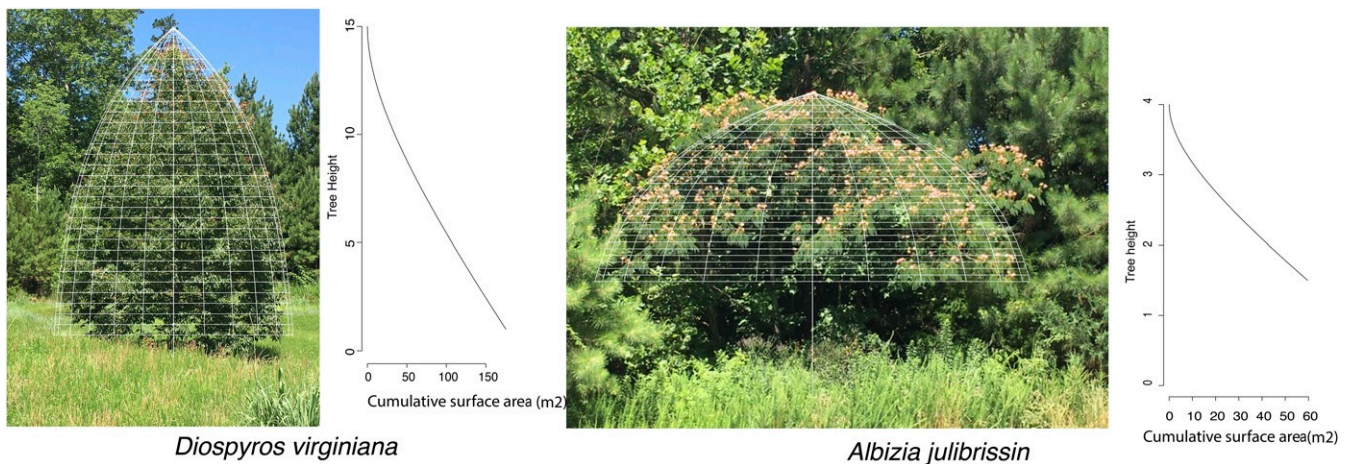 15
10
5
0
Tree Height
0 50 100 150
Cumulative surface area (m2)
Diospyros virginiana
4
3
2
1
0
Tree height
0 10 20 30 40 50 60
Cumulative surface area(m2)
Albizia julibrissin